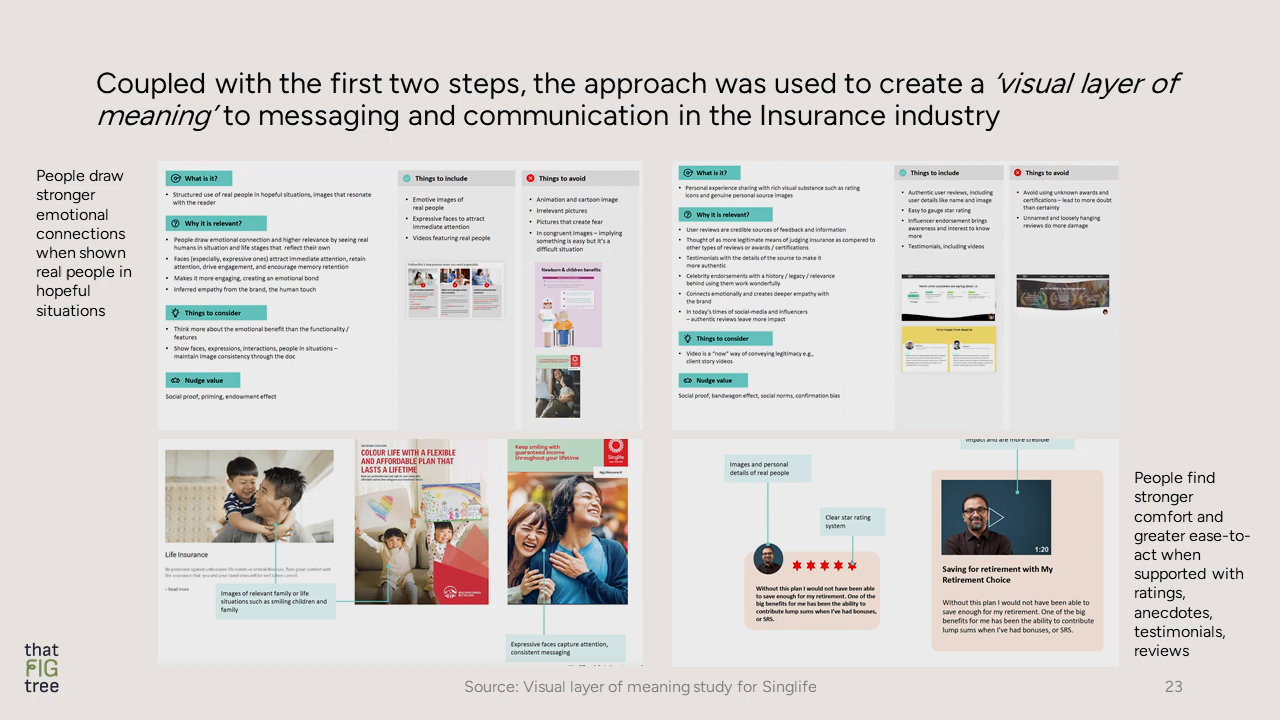 Coupled with the first two steps, the approach was used to create a ‘visual layer of
meaning’ to messaging and communication in the Insurance industry
People draw
stronger
emotional
connections
when shown
real people in
hopeful
situations
What is it?
• Structured use of real people in hopeful situations, images that resonate
with the reader
Why it is relevant?
• People draw emotional connection and higher relevance by seeing real
humans in situation and life stages that reflect their own
• Faces (especially, expressive ones) attract immediate attention, retain
attention, drive engagement, and encourage memory retention
• Makes it more engaging, creating an emotional bond
• Inferred empathy from the brand, the human touch
Things to consider
• Think more about the emotional benefit than the functionality /
features
• Show faces, expressions, interactions, people in situations –
maintain image consistency through the doc
Nudge value
Social proof, priming, endowment effect
Things to include
• Emotive images of
real people
• Expressive faces to attract
immediate attention
• Videos featuring real people
Things to avoid
• Animation and cartoon image
• Irrelevant pictures
• Pictures that create fear
• In congruent images – implying
something is easy but it’s a
difficult situation
Newborn & children benefits
What is it?
• Personal experience sharing with rich visual substance such as rating
icons and genuine personal source images
Why it is relevant?
• User reviews are credible sources of feedback and information
• Thought of as more legitimate means of judging insurance as compared to
other types of reviews or awards / certifications
• Testimonials with the details of the source to make it
more authentic
• Celebrity endorsements with a history / legacy / relevance
behind using them work wonderfully
• Connects emotionally and creates deeper empathy with
the brand
• In today’s times of social-media and influencers
– authentic reviews leave more impact
Things to consider
• Video is a “now” way of conveying legitimacy e.g.,
client story videos
Nudge value
Social proof, bandwagon effect, social norms, confirmation bias
Things to include
• Authentic user reviews, including
user details like name and image
• Easy to gauge star rating
• Influencer endorsement brings
awareness and interest to know
more
• Testimonials, including videos
Things to avoid
• Avoid using unknown awards and
certifications – lead to more doubt
than certainty
• Unnamed and loosely hanging
reviews do more damage
Life Insurance
› Read more
Images of relevant family or life
situations such as smiling children and
family
COLOUR LIFE WITH A FLEXIBLE
AND AFFORDABLE PLAN THAT
LASTS A LIFETIME
AIA
Keep smiling with
guaranteed income
throughout your lifetime
Singlife
Expressive faces capture attention,
consistent messaging
Images and personal
details of real people
Clear star rating
system
Without this plan I would not have been able
to save enough for my retirement. One of the
big benefits for me has been the ability to
contribute lump sums when I’ve had bonuses,
or SRS.
impact and are more credible
1:20
Saving for retirement with My
Retirement Choice
Without this plan I would not have been able to
save enough for my retirement. One of the big
benefits for me has been the ability to contribute
lump sums when I’ve had bonuses, or SRS.
People find
stronger
comfort and
greater ease-to-
act when
supported with
ratings,
anecdotes,
testimonials,
reviews
that
FIG
tree
Source: Visual layer of meaning study for Singlife
23